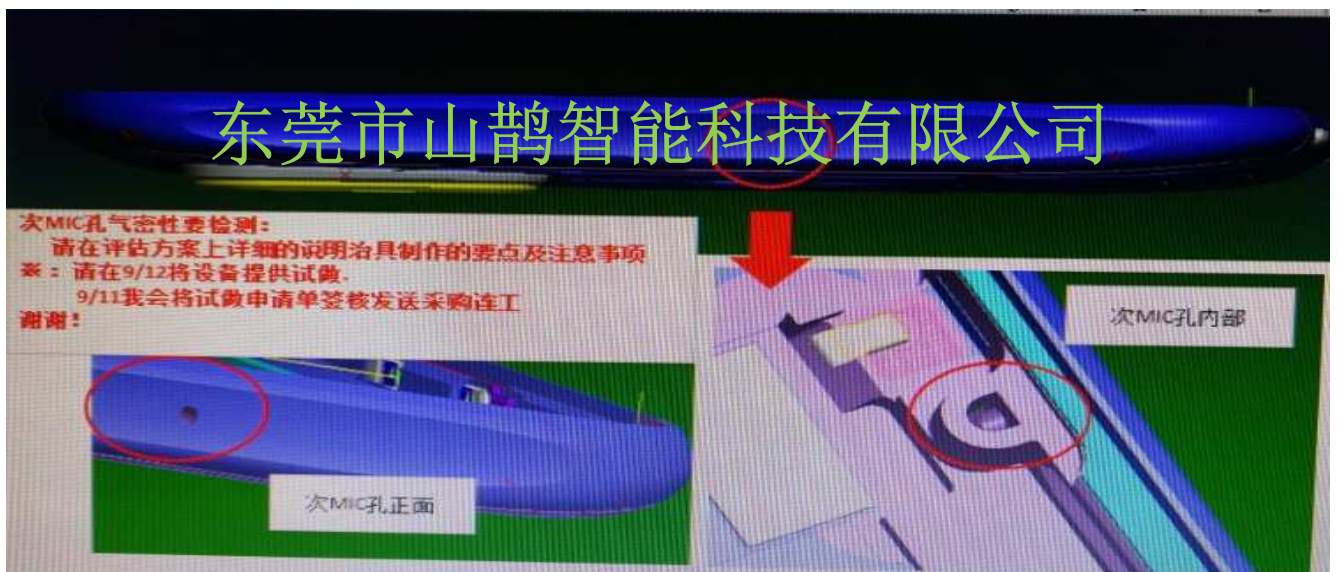 东莞市山鹊智能科技有限公司
次MIC孔气密性要检测:
请在评估方案上详细的说明治具制作的要点及注意事项
※:请在9/12将设备提供试做.
9/11我会将试做申请单签核发送采购连工
谢谢!
次MIC孔内部
次MIC孔正面